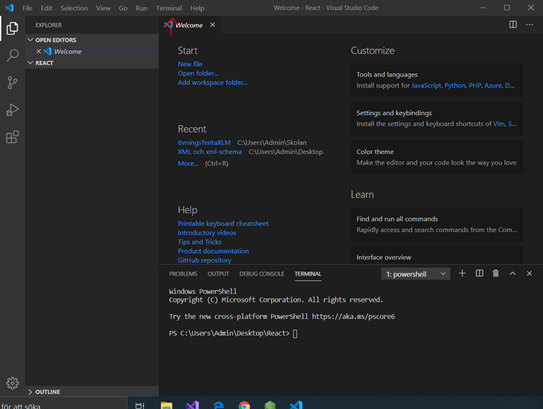 File Edit Selection View Go Run Terminal Help Welcome - React - Visual Studio Code
EXPLORER
OPEN EDITORS
Welcome
REACT
OUTLINE
Welcome
Start
New file
Open folder...
Add workspace folder...
Recent
övningsTentaXLM C:\Users\Admin\Skolan
XML och xml-schema C:\Users\Admin\Desktop
More... (Ctrl+R)
Help
Printable keyboard cheatsheet
Introductory videos
Tips and Tricks
Product documentation
GitHub repository
Customize
Tools and languages
Install support for JavaScript, Python, PHP, Azure, D...
Settings and keybindings
Install the settings and keyboard shortcuts of Vim, S...
Color theme
Make the editor and your code look the way you love
Learn
Find and run all commands
Rapidly access and search commands from the Com...
Interface overview
PROBLEMS OUTPUT DEBUG CONSOLE TERMINAL 1: powershell
Windows PowerShell
Copyright (C) Microsoft Corporation. All rights reserved.
Try the new cross-platform PowerShell https://aka.ms/pscore6
PS C:\Users\Admin\Desktop\React>
för att söka